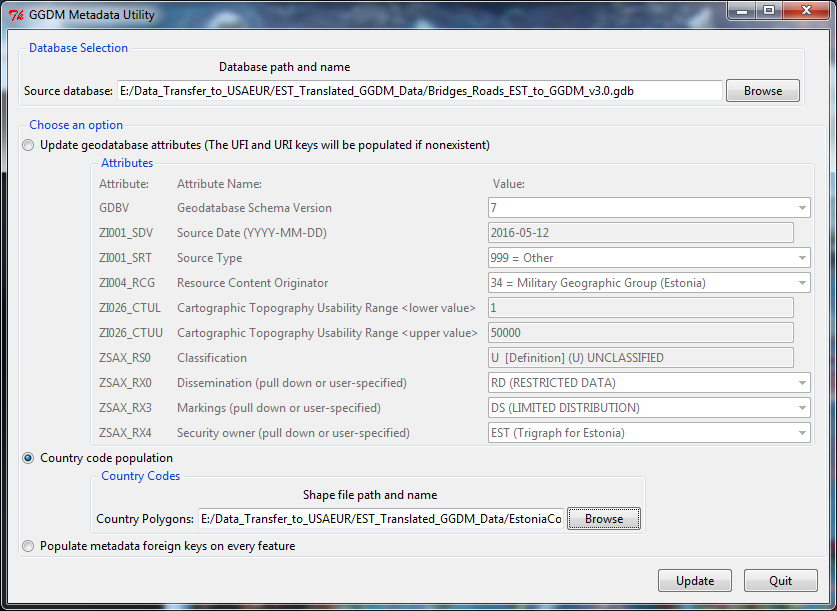 GGDM Metadata Utility
Database Selection
Database path and name
Source database: E:/Data_Transfer_to_USAEUR/EST_Translated_GGDM_Data/Bridges_Roads_EST_to_GGDM_v3.0.gdb Browse
Choose an option
Update geodatabase attributes (The UFI and URI keys will be populated if nonexistent)
Attributes
Attribute: Attribute Name: Value:
GDBV Geodatabase Schema Version 7
ZI001_SDV Source Date (YYYY-MM-DD) 2016-05-12
ZI001_SRT Source Type 999 = Other
ZI004_RCG Resource Content Originator 34 = Military Geographic Group (Estonia)
ZI026_CTUL Cartographic Topography Usability Range <lower value> 1
ZI026_CTUU Cartographic Topography Usability Range <upper value> 50000
ZSAX_RS0 Classification U [Definition] (U) UNCLASSIFIED
ZSAX_RX0 Dissemination (pull down or user-specified) RD (RESTRICTED DATA)
ZSAX_RX3 Markings (pull down or user-specified) DS (LIMITED DISTRIBUTION)
ZSAX_RX4 Security owner (pull down or user-specified) EST (Trigraph for Estonia)
Country code population
Country Codes
Shape file path and name
Country Polygons: E:/Data_Transfer_to_USAEUR/EST_Translated_GGDM_Data/EstoniaCo Browse
Populate metadata foreign keys on every feature
Update Quit